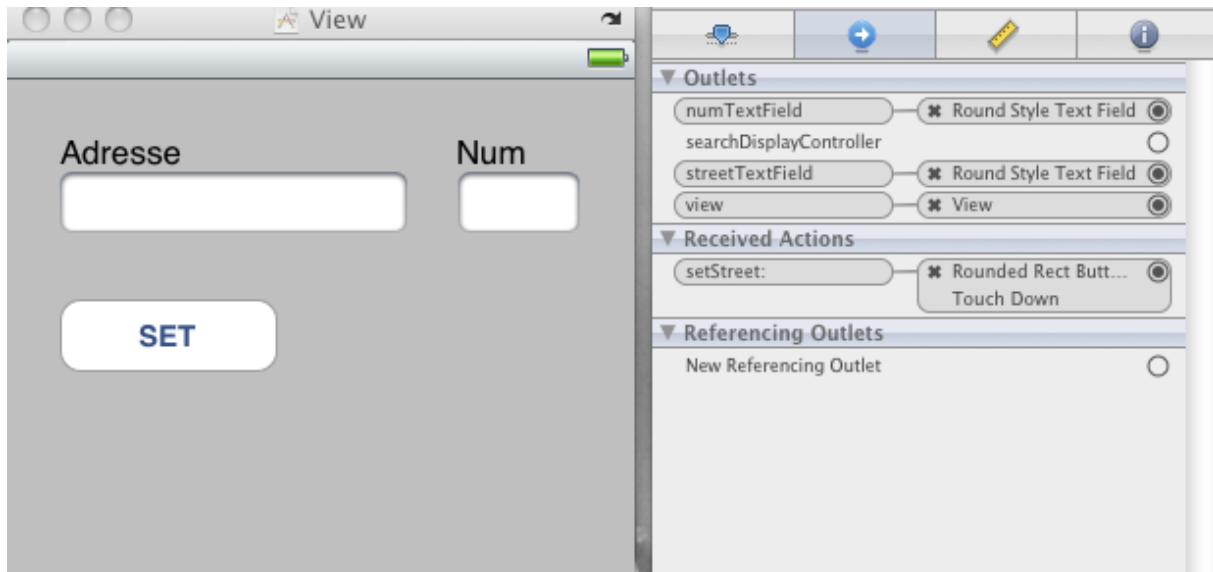 View
Adresse
Num
SET
Outlets
numTextField
Round Style Text Field
searchDisplayController
streetTextField
Round Style Text Field
view
View
Received Actions
setStreet:
Rounded Rect Butt...
Touch Down
Referencing Outlets
New Referencing Outlet